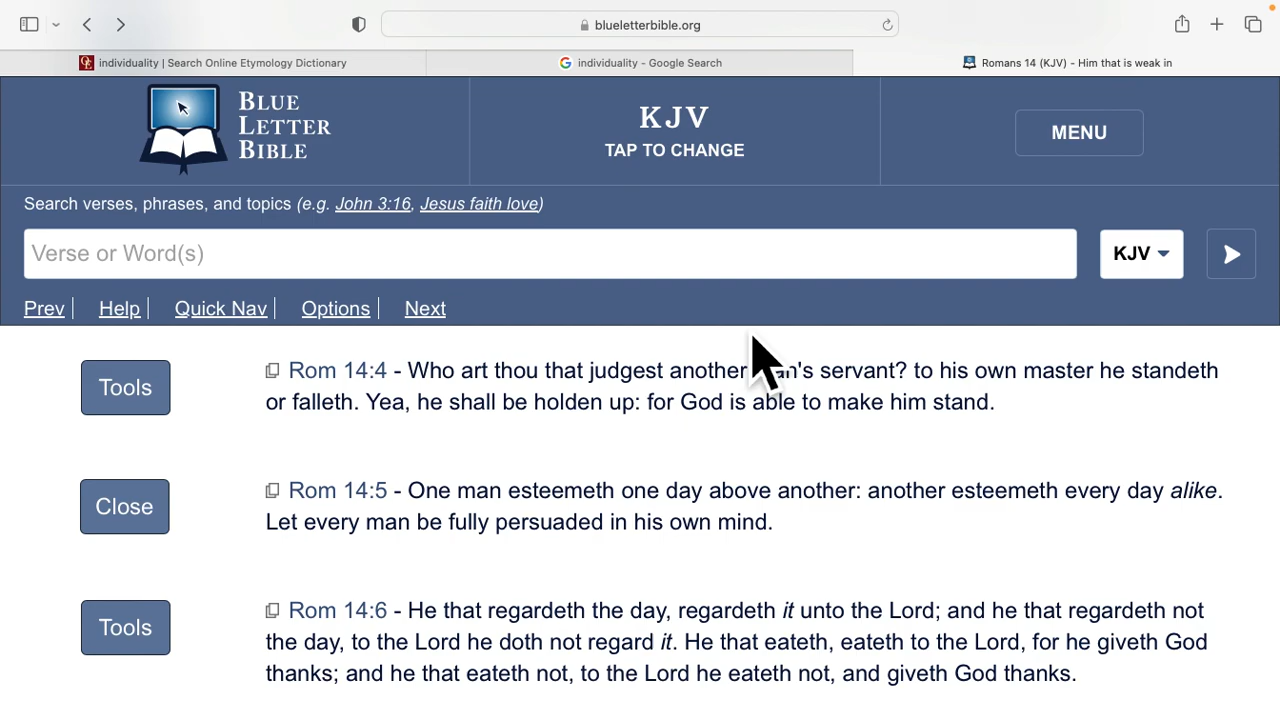 blueletterbible.org
individuality | Search Online Etymology Dictionary
individuality - Google Search
Romans 14 (KJV) - Him that is weak in
BLUE
LETTER
BIBLE
KJV
TAP TO CHANGE
MENU
Search verses, phrases, and topics (e.g. John 3:16, Jesus faith love)
Verse or Word(s)
KJV
Prev | Help | Quick Nav | Options | Next
Tools
Rom 14:4 - Who art thou that judgest another man's servant? to his own master he standeth
or falleth. Yea, he shall be holden up: for God is able to make him stand.
Close
Rom 14:5 - One man esteemeth one day above another: another esteemeth every day alike.
Let every man be fully persuaded in his own mind.
Tools
Rom 14:6 - He that regardeth the day, regardeth it unto the Lord; and he that regardeth not
the day, to the Lord he doth not regard it. He that eateth, eateth to the Lord, for he giveth God
thanks; and he that eateth not, to the Lord he eateth not, and giveth God thanks.